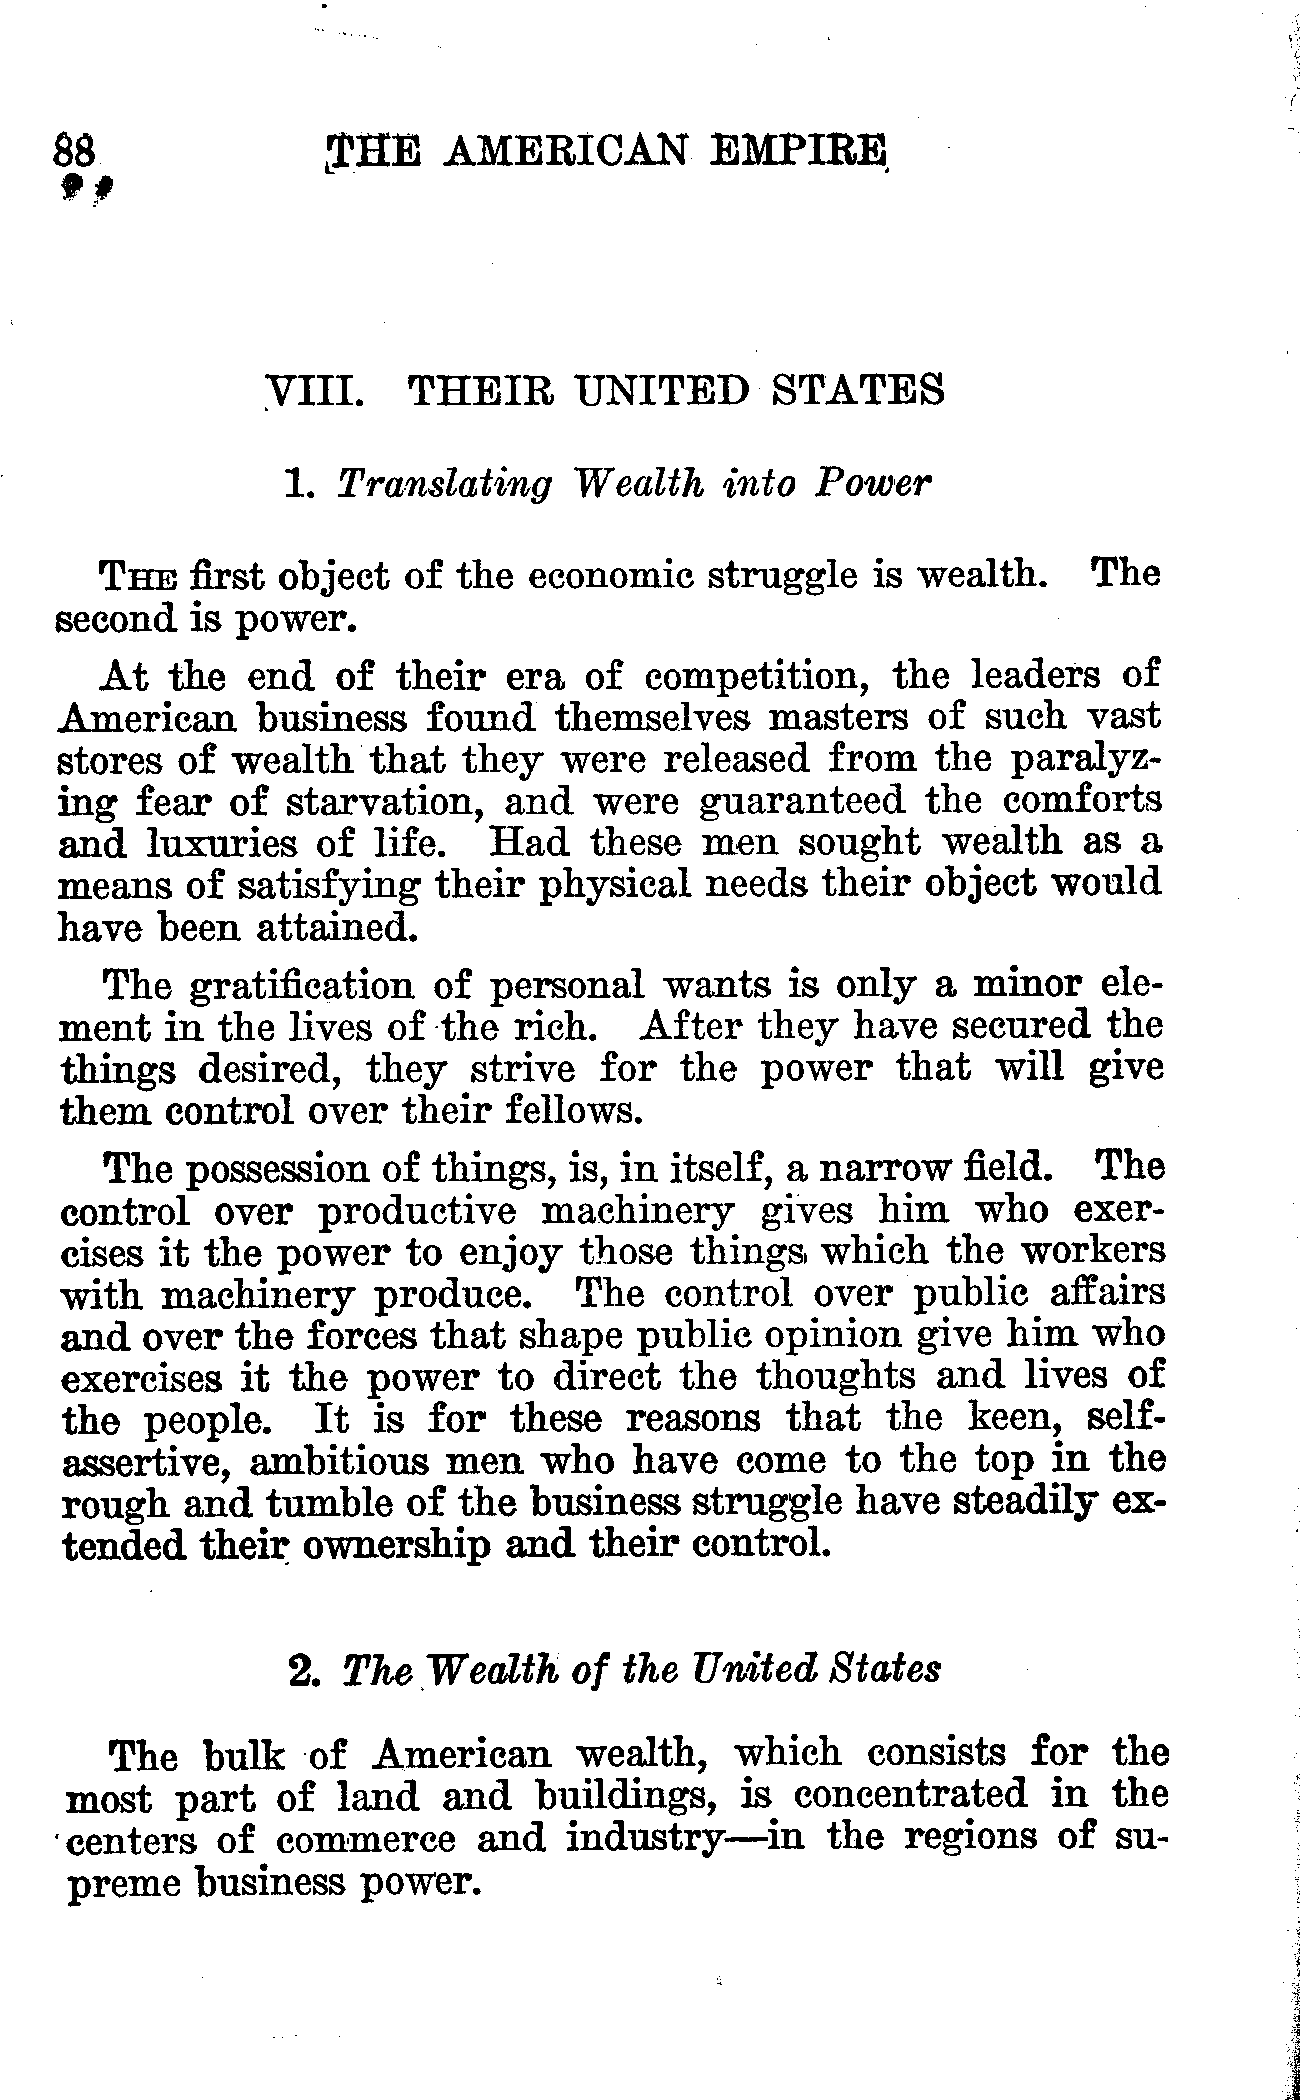 88 THE AMERICAN EMPIRE
VIII. THEIR UNITED STATES
1. Translating Wealth into Power
THE first object of the economic struggle is wealth. The
second is power.
At the end of their era of competition, the leaders of
American business found themselves masters of such vast
stores of wealth that they were released from the paralyz-
ing fear of starvation, and were guaranteed the comforts
and luxuries of life. Had these men sought wealth as a
means of satisfying their physical needs their object would
have been attained.
The gratification of personal wants is only a minor ele-
ment in the lives of the rich. After they have secured the
things desired, they strive for the power that will give
them control over their fellows.
The possession of things, is, in itself, a narrow field. The
control over productive machinery gives him who exer-
cises it the power to enjoy those things which the workers
with machinery produce. The control over public affairs
and over the forces that shape public opinion give him who
exercises it the power to direct the thoughts and lives of
the people. It is for these reasons that the keen, self-
assertive, ambitious men who have come to the top in the
rough and tumble of the business struggle have steadily ex-
tended their ownership and their control.
2. The Wealth of the United States
The bulk of American wealth, which consists for the
most part of land and buildings, is concentrated in the
centers of commerce and industry—in the regions of su-
preme business power.